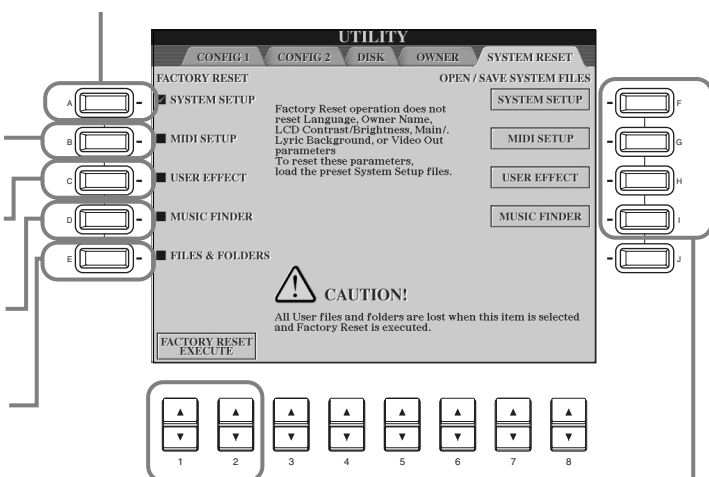 UTILITY
CONFIG 1 CONFIG 2 DISK OWNER SYSTEM RESET
FACTORY RESET OPEN / SAVE SYSTEM FILES
A SYSTEM SETUP SYSTEM SETUP F
Factory Reset operation does not
reset Language, Owner Name,
LCD Contrast/Brightness, Main/.
Lyric Background, or Video Out
parameters
To reset these parameters,
load the preset System Setup files.
B MIDI SETUP MIDI SETUP G
C USER EFFECT USER EFFECT H
D MUSIC FINDER MUSIC FINDER I
E FILES & FOLDERS J
CAUTION!
All User files and folders are lost when this item is selected
and Factory Reset is executed.
FACTORY RESET
EXECUTE
1 2 3 4 5 6 7 8